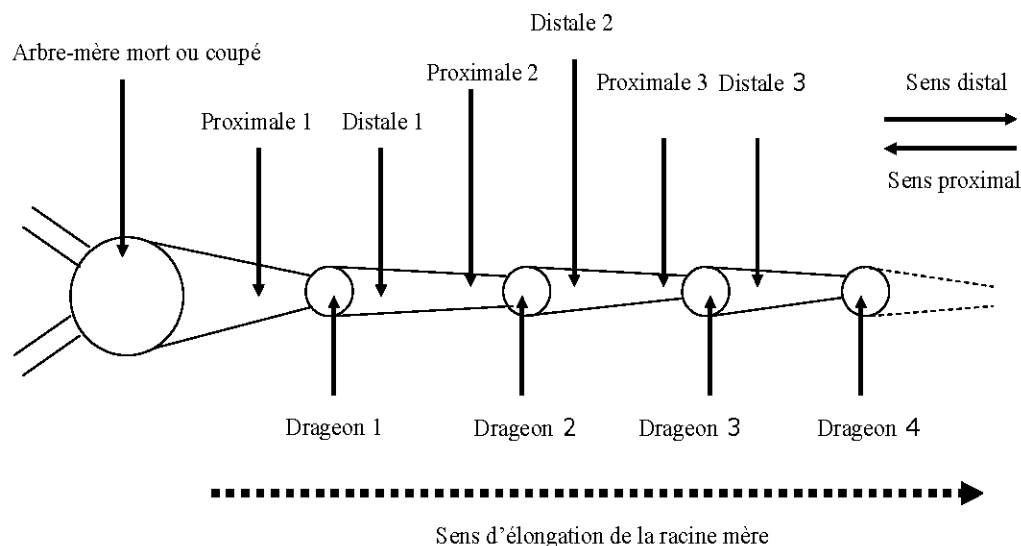 Distale 2
Arbre-mère mort ou coupé
Proximale 2
Proximale 3
Distale 3
Sens distal
Proximale 1
Distale 1
Sens proximal
Drageon 1
Drageon 2
Drageon 3
Drageon 4
Sens d'élongation de la racine mère